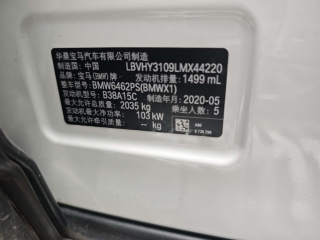 华晨宝马汽车有限公司制造
制造国: 中国 LBVHY3109LMX44220
品牌: 宝马(BMW)牌 发动机排量: 1499 mL
整车型号: BMW6462PS(BMWX1)
发动机型号: B38A15C 制造年月: 2020-05
最大允许总质量: 2035 kg 乘坐人数: 5
发动机最大净功率: 103 kW
最大允许牵引质量: -- kg